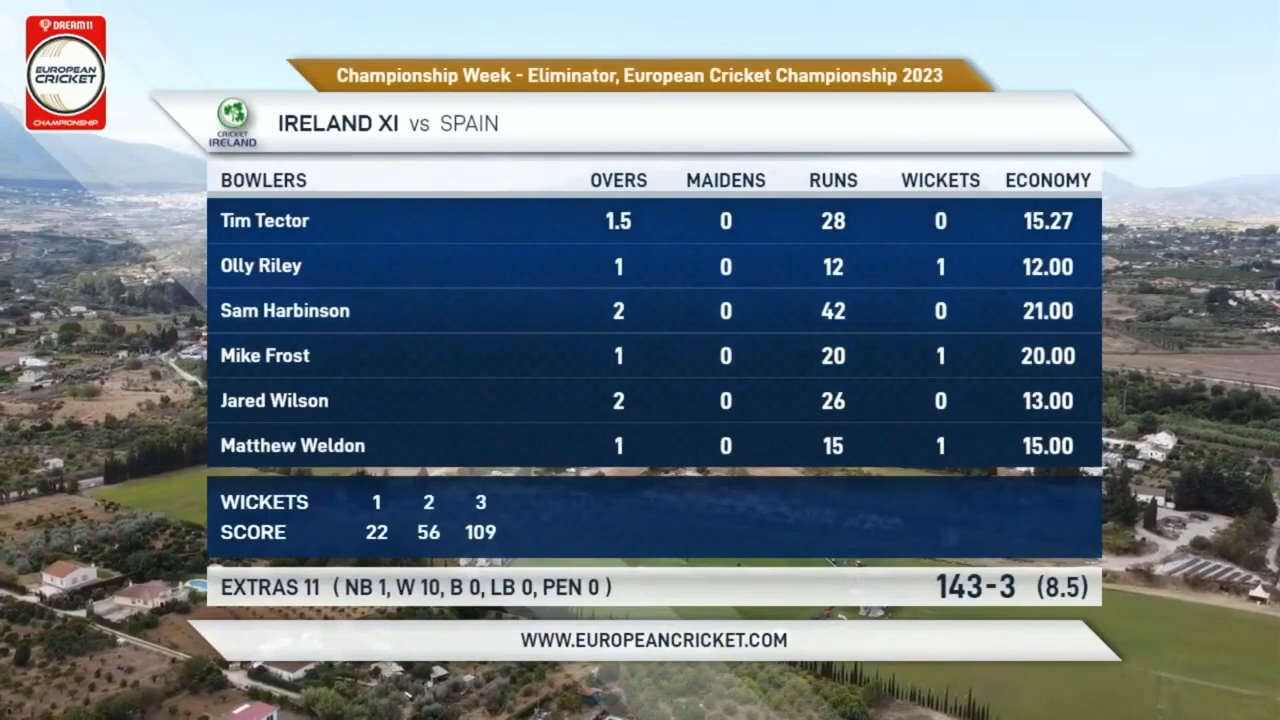 DREAM11
EUROPEAN
CRICKET
CHAMPIONSHIP
Championship Week - Eliminator, European Cricket Championship 2023
CRICKET
IRELAND
IRELAND XI vs SPAIN
BOWLERS OVERS MAIDENS RUNS WICKETS ECONOMY
Tim Tector 1.5 0 28 0 15.27
Olly Riley 1 0 12 1 12.00
Sam Harbinson 2 0 42 0 21.00
Mike Frost 1 0 20 1 20.00
Jared Wilson 2 0 26 0 13.00
Matthew Weldon 1 0 15 1 15.00
WICKETS 1 2 3
SCORE 22 56 109
EXTRAS 11 ( NB 1, W 10, B 0, LB 0, PEN 0 ) 143-3 (8.5)
WWW.EUROPEANCRICKET.COM